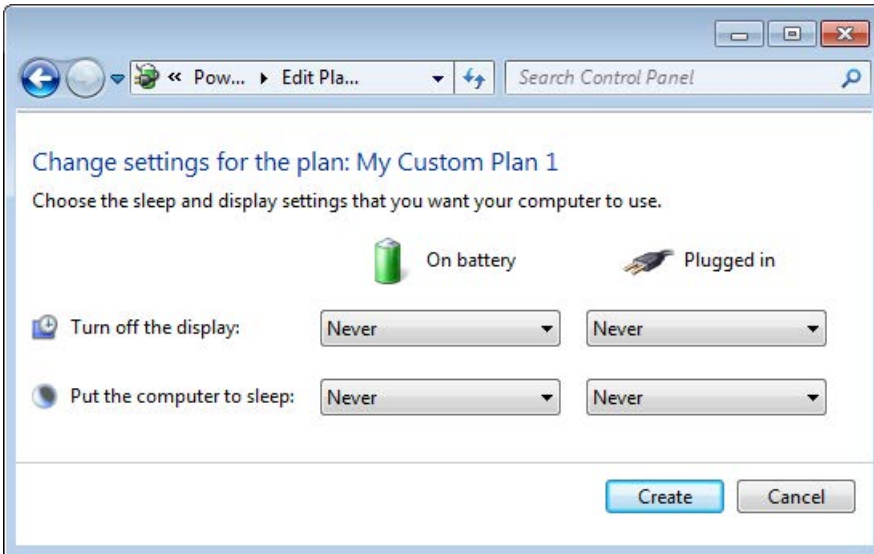 « Pow... Edit Pla... Search Control Panel
Change settings for the plan: My Custom Plan 1
Choose the sleep and display settings that you want your computer to use.
On battery Plugged in
Turn off the display: Never Never
Put the computer to sleep: Never Never
Create Cancel